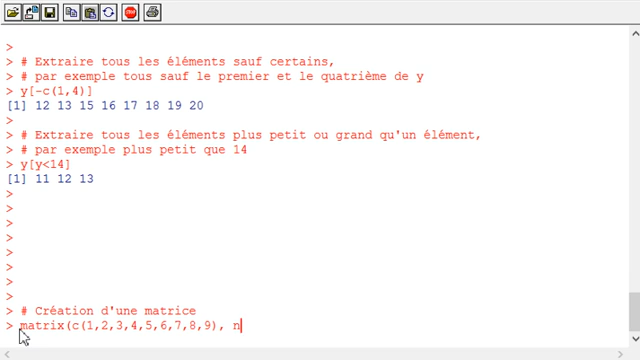 >
> # Extraire tous les éléments sauf certains,
> # par exemple tous sauf le premier et le quatrième de y
> y[-c(1,4)]
[1] 12 13 15 16 17 18 19 20
>
> # Extraire tous les éléments plus petit ou grand qu'un élément,
> # par exemple plus petit que 14
> y[y<14]
[1] 11 12 13
>
>
>
>
>
>
>
>
> # Création d'une matrice
> matrix(c(1,2,3,4,5,6,7,8,9), n